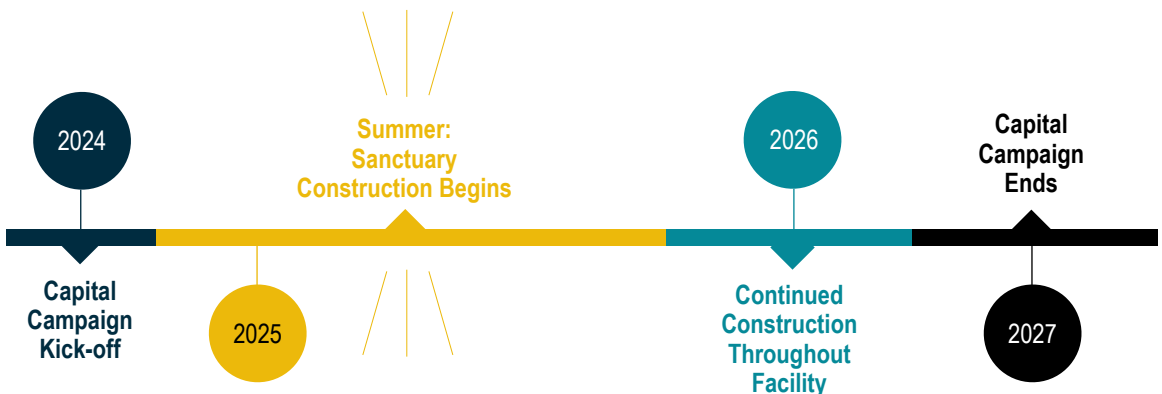 2024
Capital
Campaign
Kick-off
Summer:
Sanctuary
Construction Begins
2025
2026
Continued
Construction
Throughout
Facility
Capital
Campaign
Ends
2027